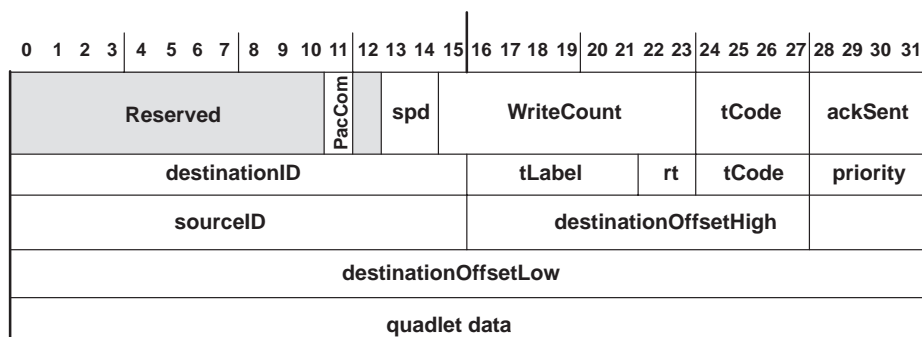 0 1 2 3 4 5 6 7 8 9 10 11 12 13 14 15 16 17 18 19 20 21 22 23 24 25 26 27 28 29 30 31
Reserved PacCom spd WriteCount tCode ackSent
destinationID tLabel rt tCode priority
sourceID destinationOffsetHigh
destinationOffsetLow
quadlet data